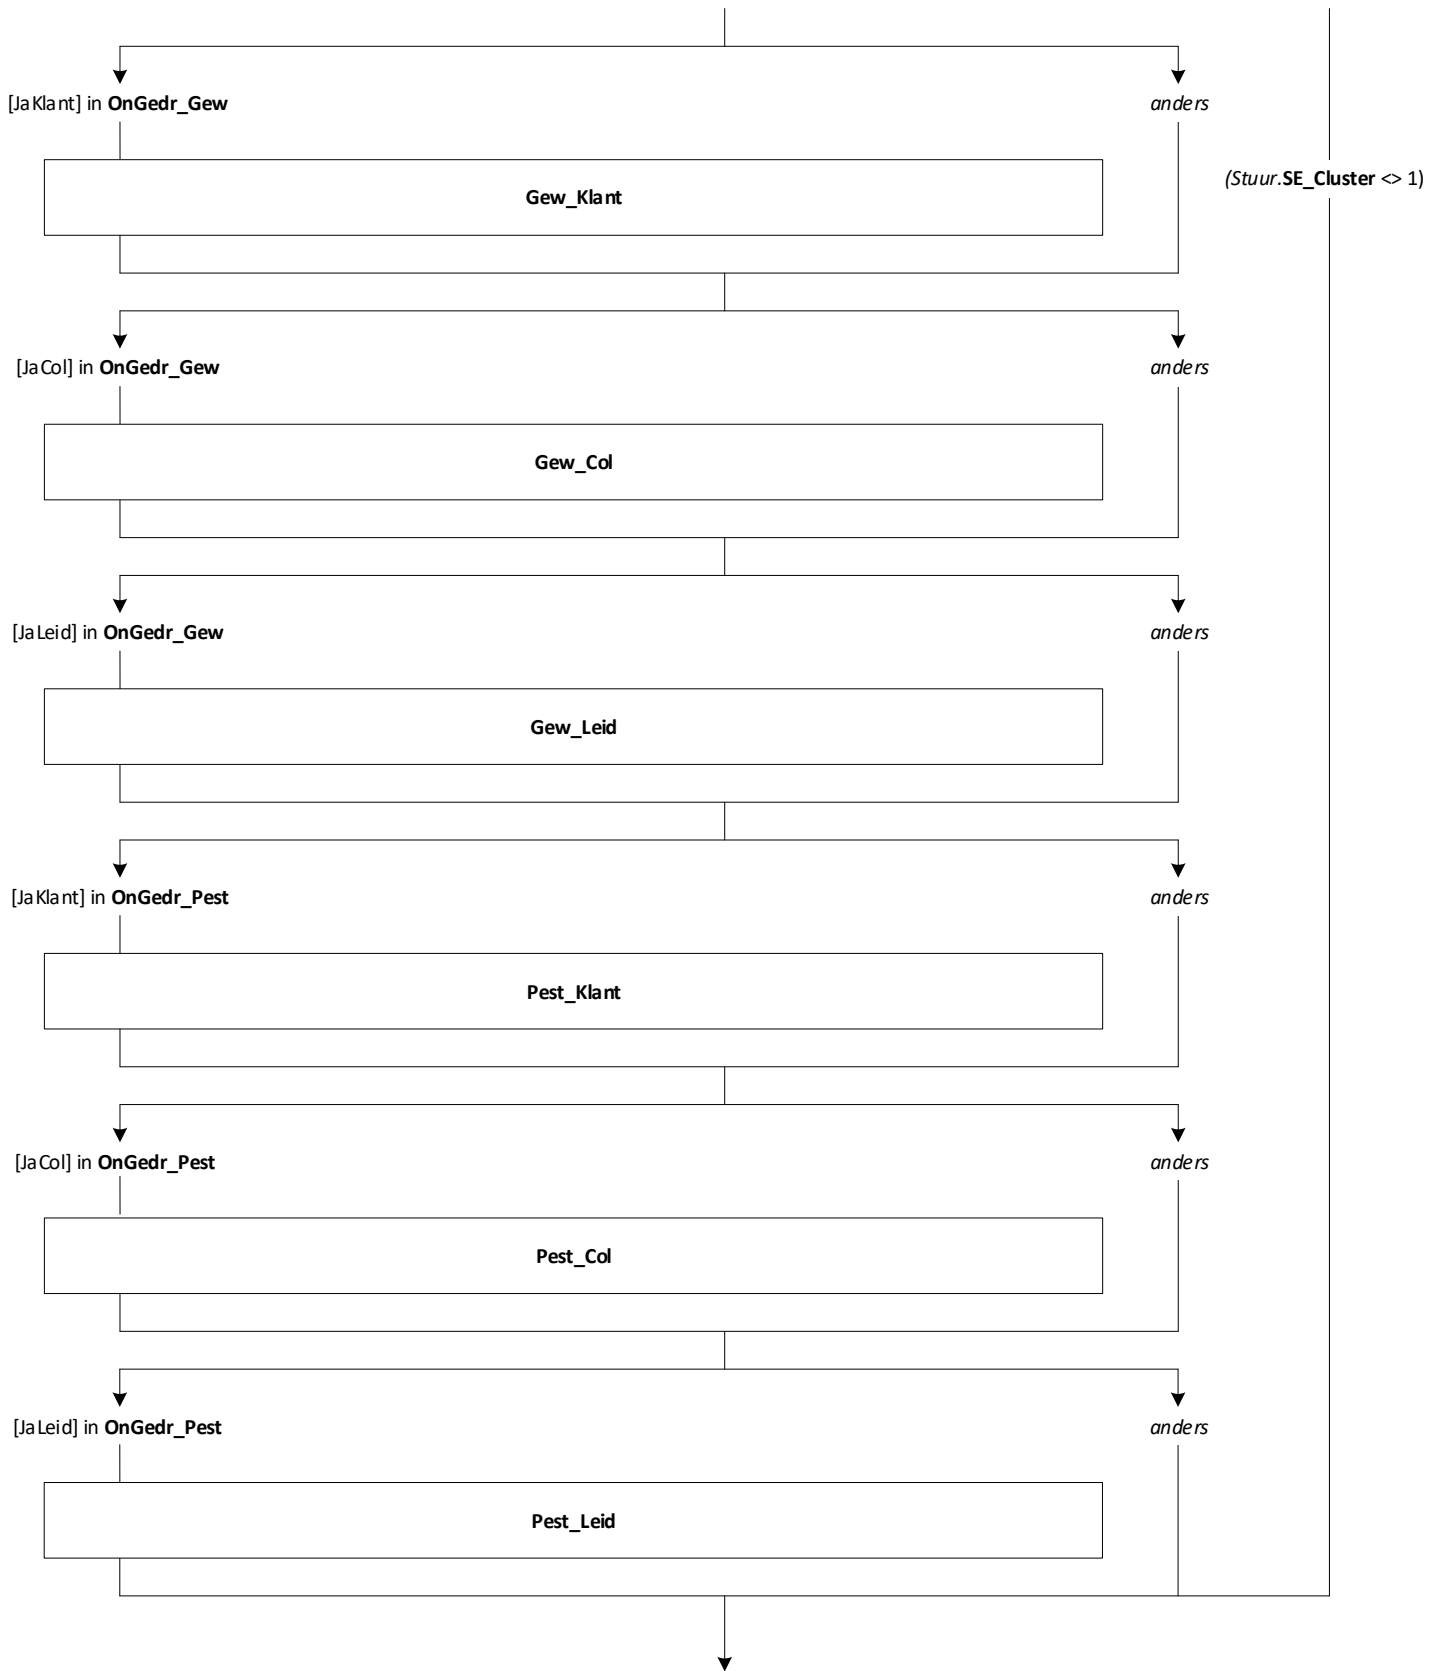 [JaKlant] in OnGedr_Gew
anders
(Stuur.SE_Cluster <> 1)
Gew_Klant
[JaCol] in OnGedr_Gew
anders
Gew_Col
[JaLeid] in OnGedr_Gew
anders
Gew_Leid
[JaKlant] in OnGedr_Pest
anders
Pest_Klant
[JaCol] in OnGedr_Pest
anders
Pest_Col
[JaLeid] in OnGedr_Pest
anders
Pest_Leid